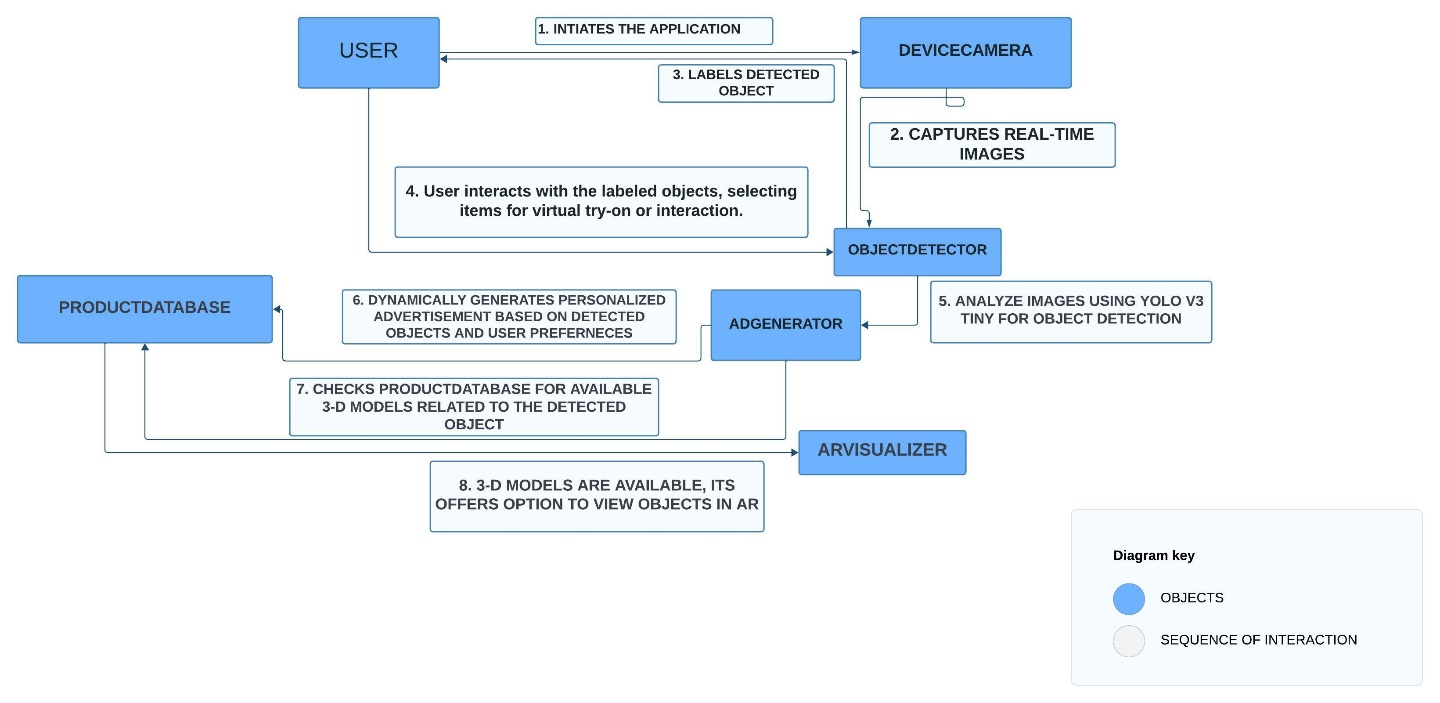 USER
1. INTIATES THE APPLICATION
DEVICECAMERA
3. LABELS DETECTED
OBJECT
2. CAPTURES REAL-TIME
IMAGES
4. User interacts with the labeled objects, selecting
items for virtual try-on or interaction.
OBJECTDETECTOR
PRODUCTDATABASE
6. DYNAMICALLY GENERATES PERSONALIZED
ADVERTISEMENT BASED ON DETECTED
OBJECTS AND USER PREFERNECES
ADGENERATOR
5. ANALYZE IMAGES USING YOLO V3
TINY FOR OBJECT DETECTION
7. CHECKS PRODUCTDATABASE FOR AVAILABLE
3-D MODELS RELATED TO THE DETECTED
OBJECT
ARVISUALIZER
8. 3-D MODELS ARE AVAILABLE, ITS
OFFERS OPTION TO VIEW OBJECTS IN AR
Diagram key
OBJECTS
SEQUENCE OF INTERACTION